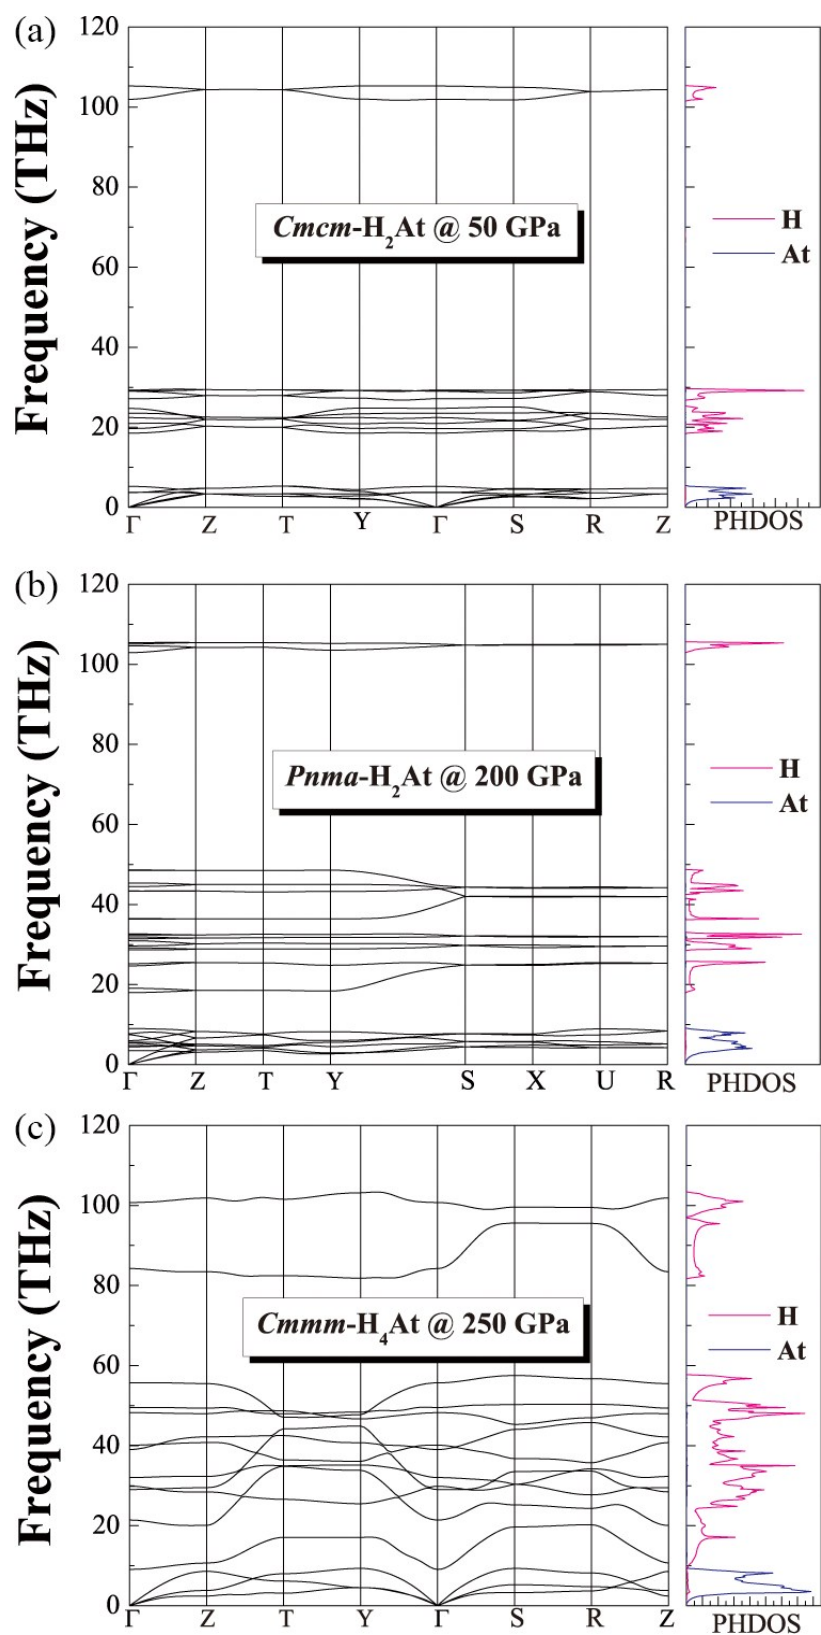 (a)
120
100
80
60
40
20
0
Frequency (THz)
Cmcm-H₂At @ 50 GPa
H
At
Γ Z T Y Γ S R Z
PHDOS
(b)
120
100
80
60
40
20
0
Frequency (THz)
Pnma-H₂At @ 200 GPa
H
At
Γ Z T Y S X U R
PHDOS
(c)
120
100
80
60
40
20
0
Frequency (THz)
Cmmm-H₄At @ 250 GPa
H
At
Γ Z T Y Γ S R Z
PHDOS